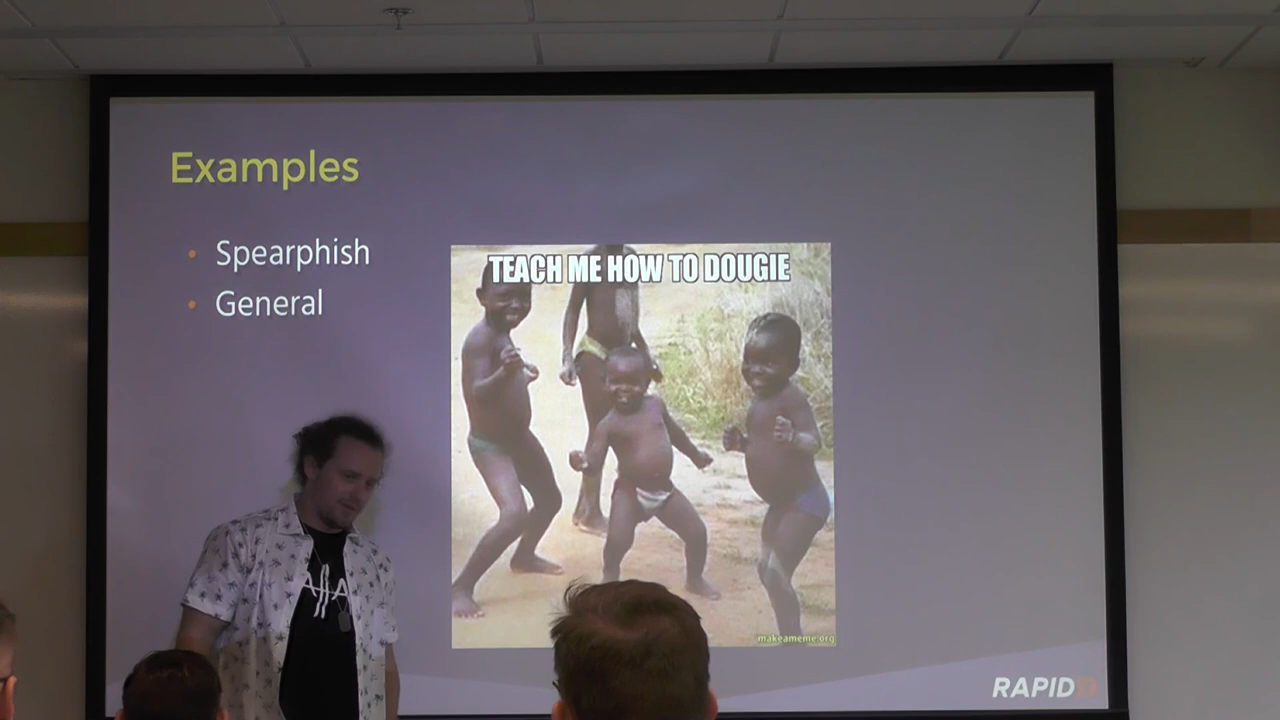 Examples
• Spearphish
• General
TEACH ME HOW TO DOUGIE
makeameme.org
RAPID